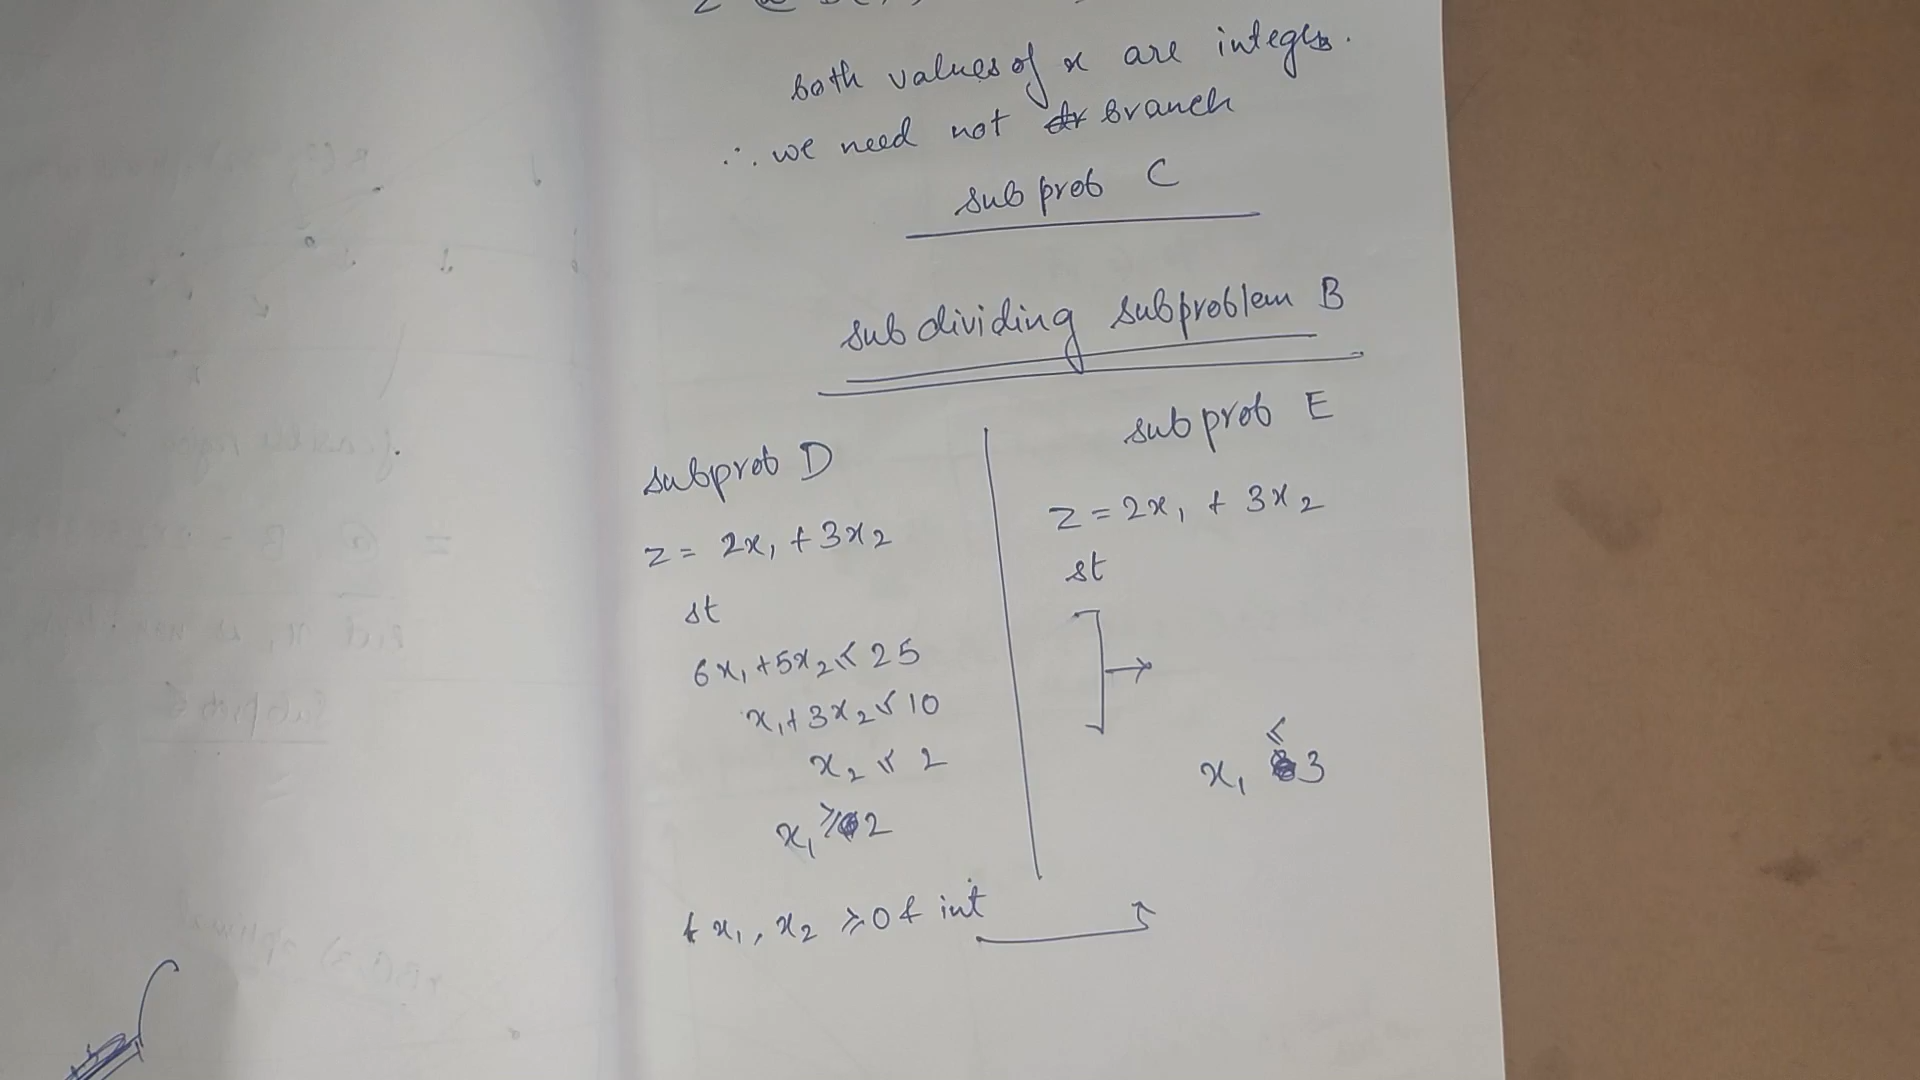 both values of x are integrs.
∴ we need not branch
sub prob C
sub dividing subproblem B
subprob D
z = 2x₁ + 3x₂
st
6x₁ + 5x₂ ≤ 25
x₁ + 3x₂ ≤ 10
x₂ ≤ 2
x₁ ≥ 2
& x₁, x₂ ≥ 0 & int
sub prob E
z = 2x₁ + 3x₂
st
x₁ ≤ 3